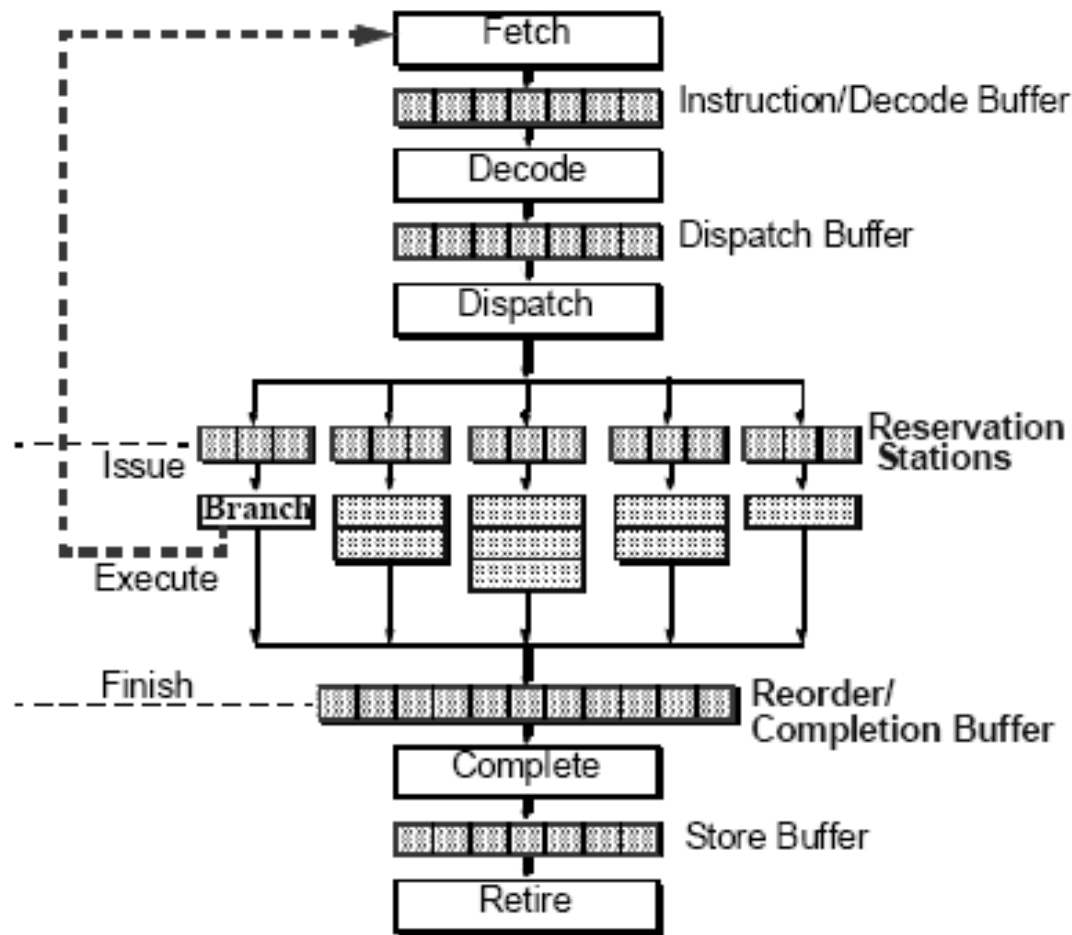 Fetch
Instruction/Decode Buffer
Decode
Dispatch Buffer
Dispatch
Reservation
Stations
Issue
Branch
Execute
Finish
Reorder/
Completion Buffer
Complete
Store Buffer
Retire